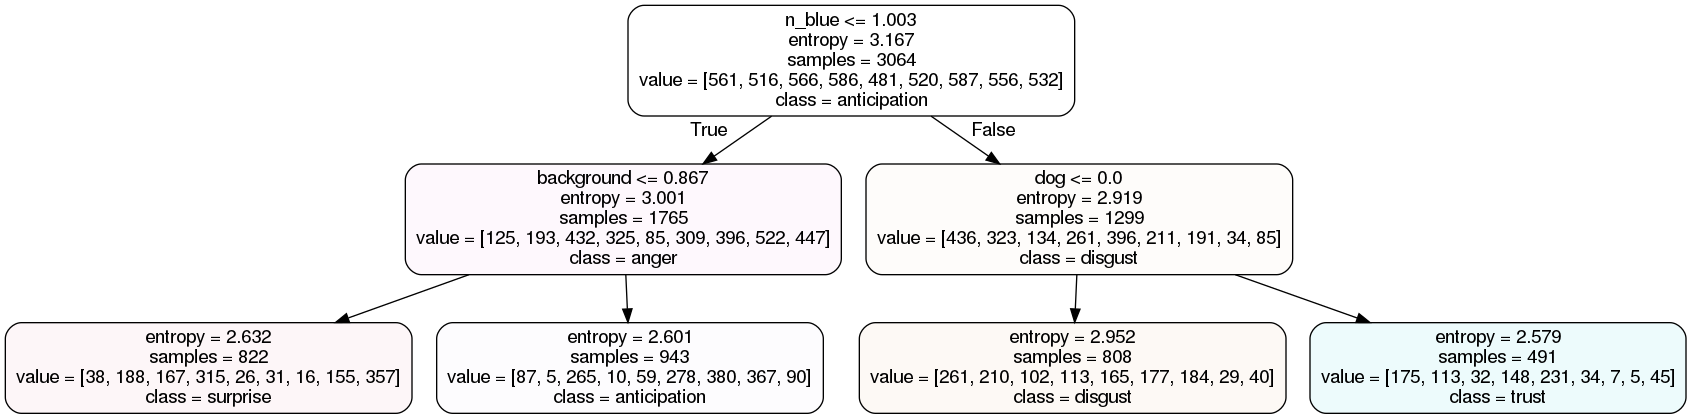 n_blue <= 1.003
entropy = 3.167
samples = 3064
value = [561, 516, 566, 586, 481, 520, 587, 556, 532]
class = anticipation
True
False
background <= 0.867
entropy = 3.001
samples = 1765
value = [125, 193, 432, 325, 85, 309, 396, 522, 447]
class = anger
dog <= 0.0
entropy = 2.919
samples = 1299
value = [436, 323, 134, 261, 396, 211, 191, 34, 85]
class = disgust
entropy = 2.632
samples = 822
value = [38, 188, 167, 315, 26, 31, 16, 155, 357]
class = surprise
entropy = 2.601
samples = 943
value = [87, 5, 265, 10, 59, 278, 380, 367, 90]
class = anticipation
entropy = 2.952
samples = 808
value = [261, 210, 102, 113, 165, 177, 184, 29, 40]
class = disgust
entropy = 2.579
samples = 491
value = [175, 113, 32, 148, 231, 34, 7, 5, 45]
class = trust